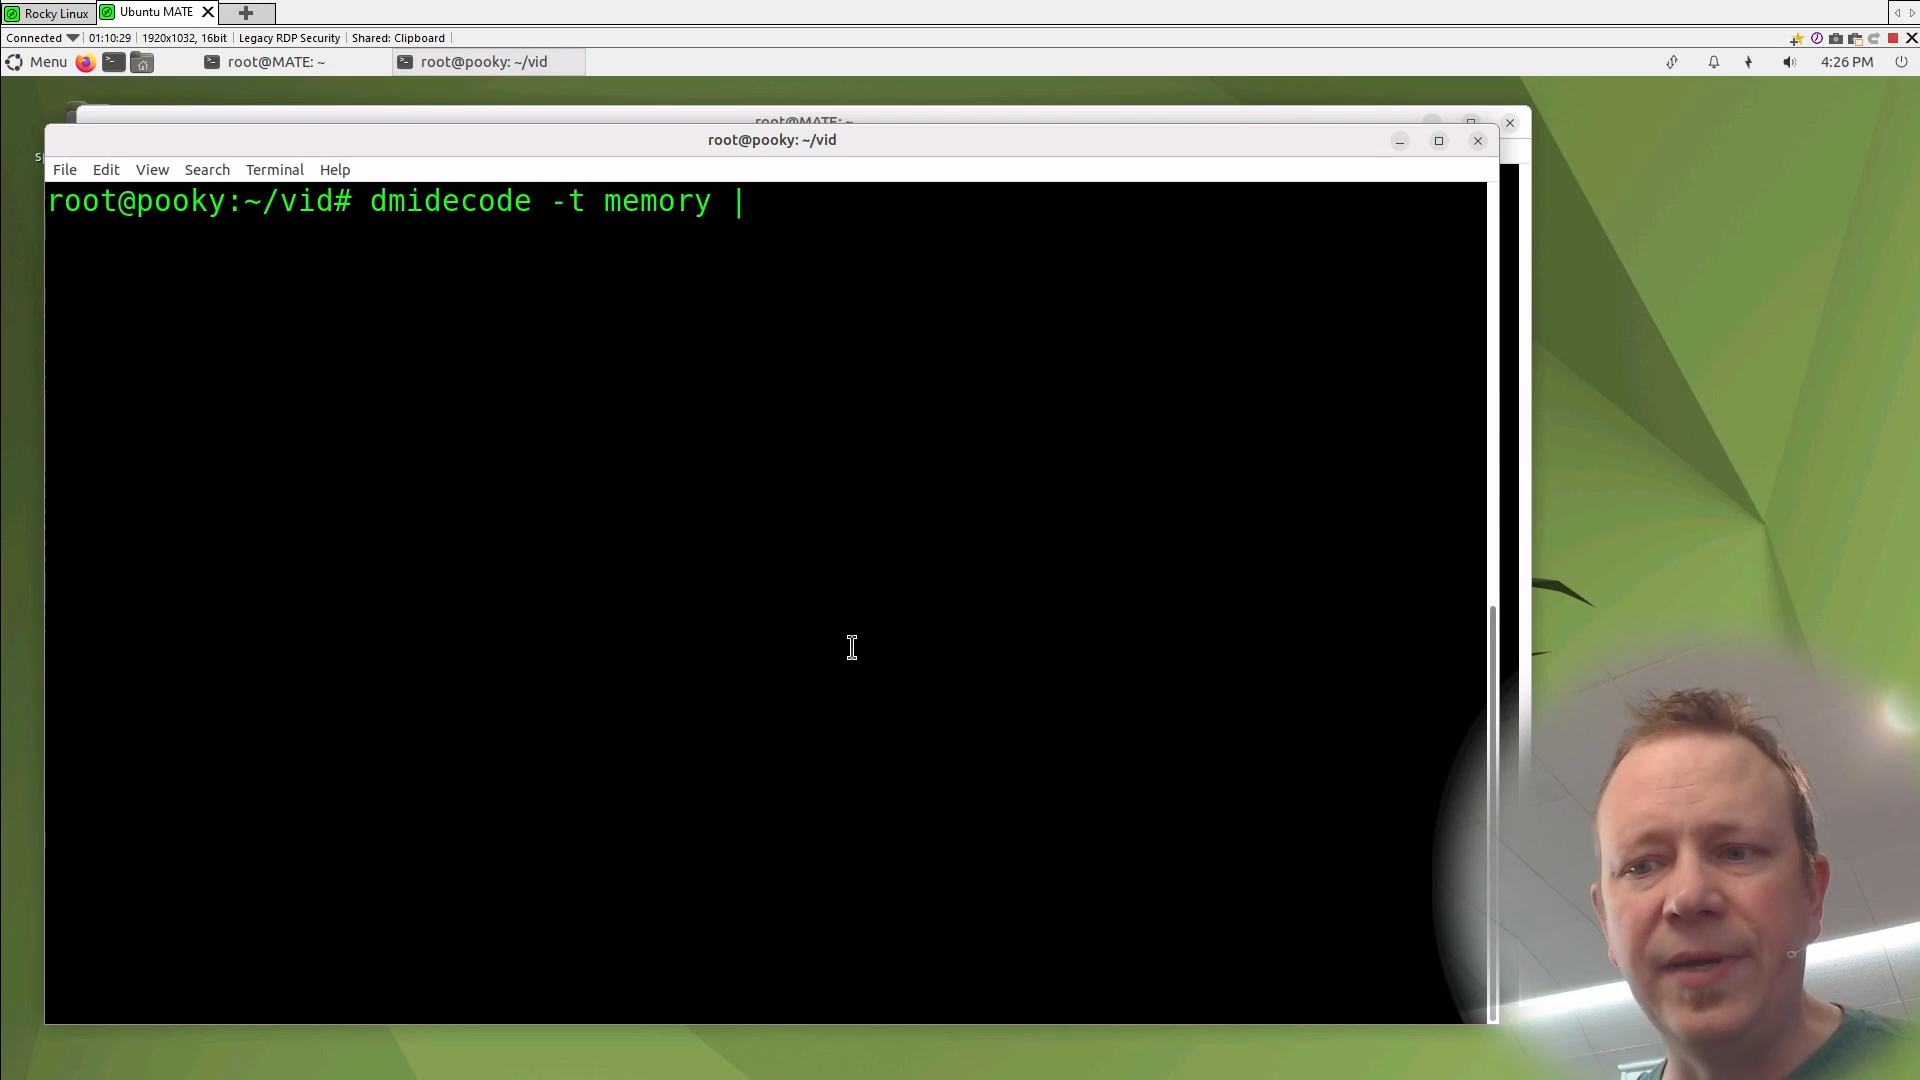 Rocky Linux
Ubuntu MATE
Connected
01:10:29
1920x1032, 16bit
Legacy RDP Security
Shared: Clipboard
Menu
root@MATE: ~
root@pooky: ~/vid
4:26 PM
root@MATE: ~
root@pooky: ~/vid
File Edit View Search Terminal Help
root@pooky:~/vid# dmidecode -t memory |